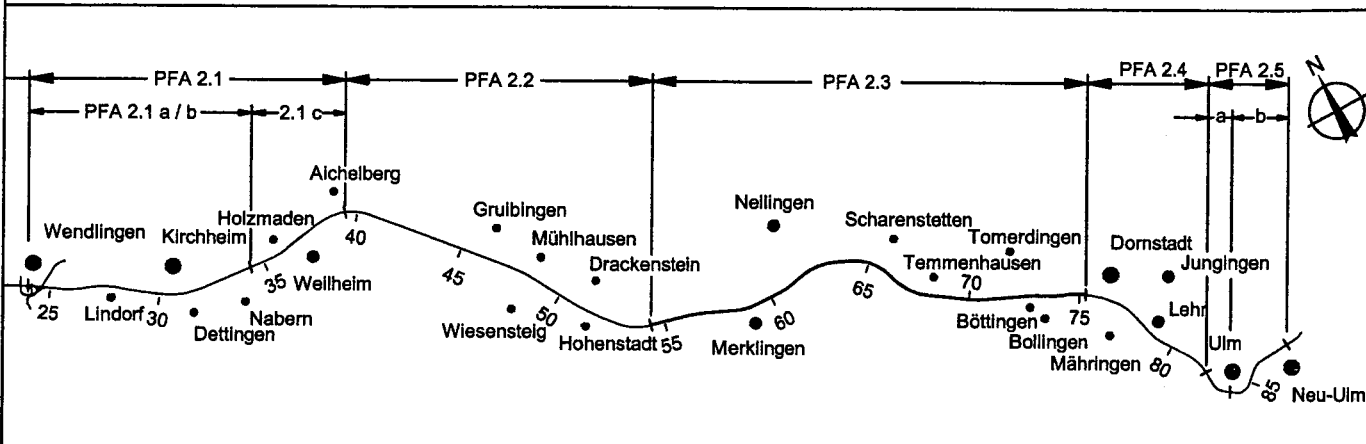 PFA 2.1
PFA 2.2
PFA 2.3
PFA 2.4
PFA 2.5
N
PFA 2.1 a / b
2.1 c
a
b
Aichelberg
Wendlingen
Kirchheim
Holzmaden
40
Gruibingen
Mühlhausen
Drackenstein
Nellingen
Scharenstetten
Tomerdingen
Temmenhausen
Dornstadt
Jungingen
25
Lindorf
30
Dettingen
Nabern
35
Weilheim
45
Wiesensteig
50
Hohenstadt
55
Merklingen
60
65
70
Böttingen
Bollingen
Mähringen
75
Lehr
80
Ulm
85
Neu-Ulm